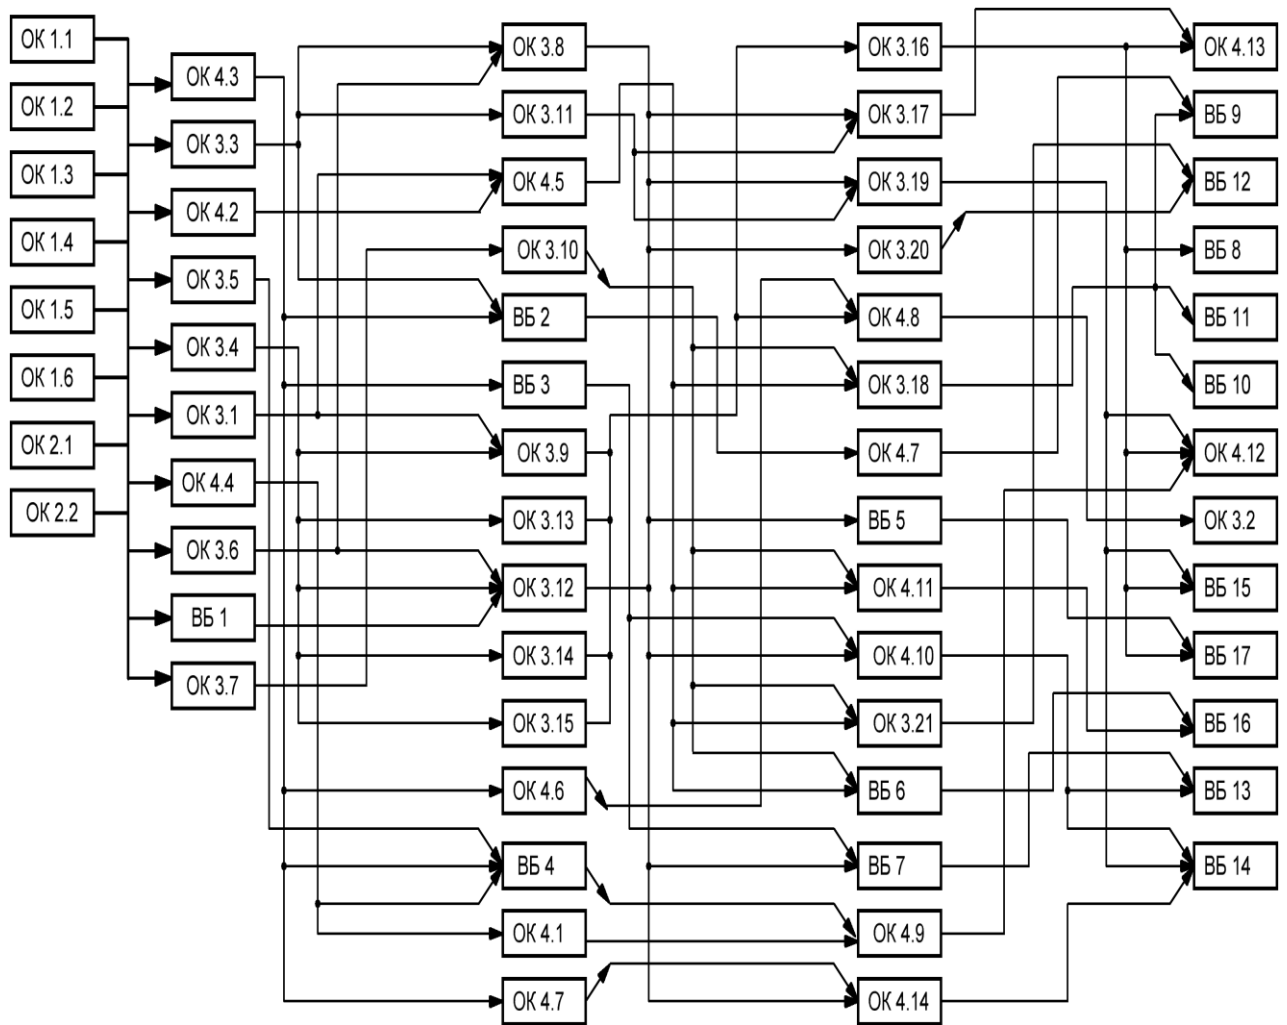 ОК 1.1
ОК 1.2
ОК 1.3
ОК 1.4
ОК 1.5
ОК 1.6
ОК 2.1
ОК 2.2
ОК 4.3
ОК 3.3
ОК 4.2
ОК 3.5
ОК 3.4
ОК 3.1
ОК 4.4
ОК 3.6
ВБ 1
ОК 3.7
ОК 3.8
ОК 3.11
ОК 4.5
ОК 3.10
ВБ 2
ВБ 3
ОК 3.9
ОК 3.13
ОК 3.12
ОК 3.14
ОК 3.15
ОК 4.6
ВБ 4
ОК 4.1
ОК 4.7
ОК 3.16
ОК 3.17
ОК 3.19
ОК 3.20
ОК 4.8
ОК 3.18
ОК 4.7
ВБ 5
ОК 4.11
ОК 4.10
ОК 3.21
ВБ 6
ВБ 7
ОК 4.9
ОК 4.14
ОК 4.13
ВБ 9
ВБ 12
ВБ 8
ВБ 11
ВБ 10
ОК 4.12
ОК 3.2
ВБ 15
ВБ 17
ВБ 16
ВБ 13
ВБ 14